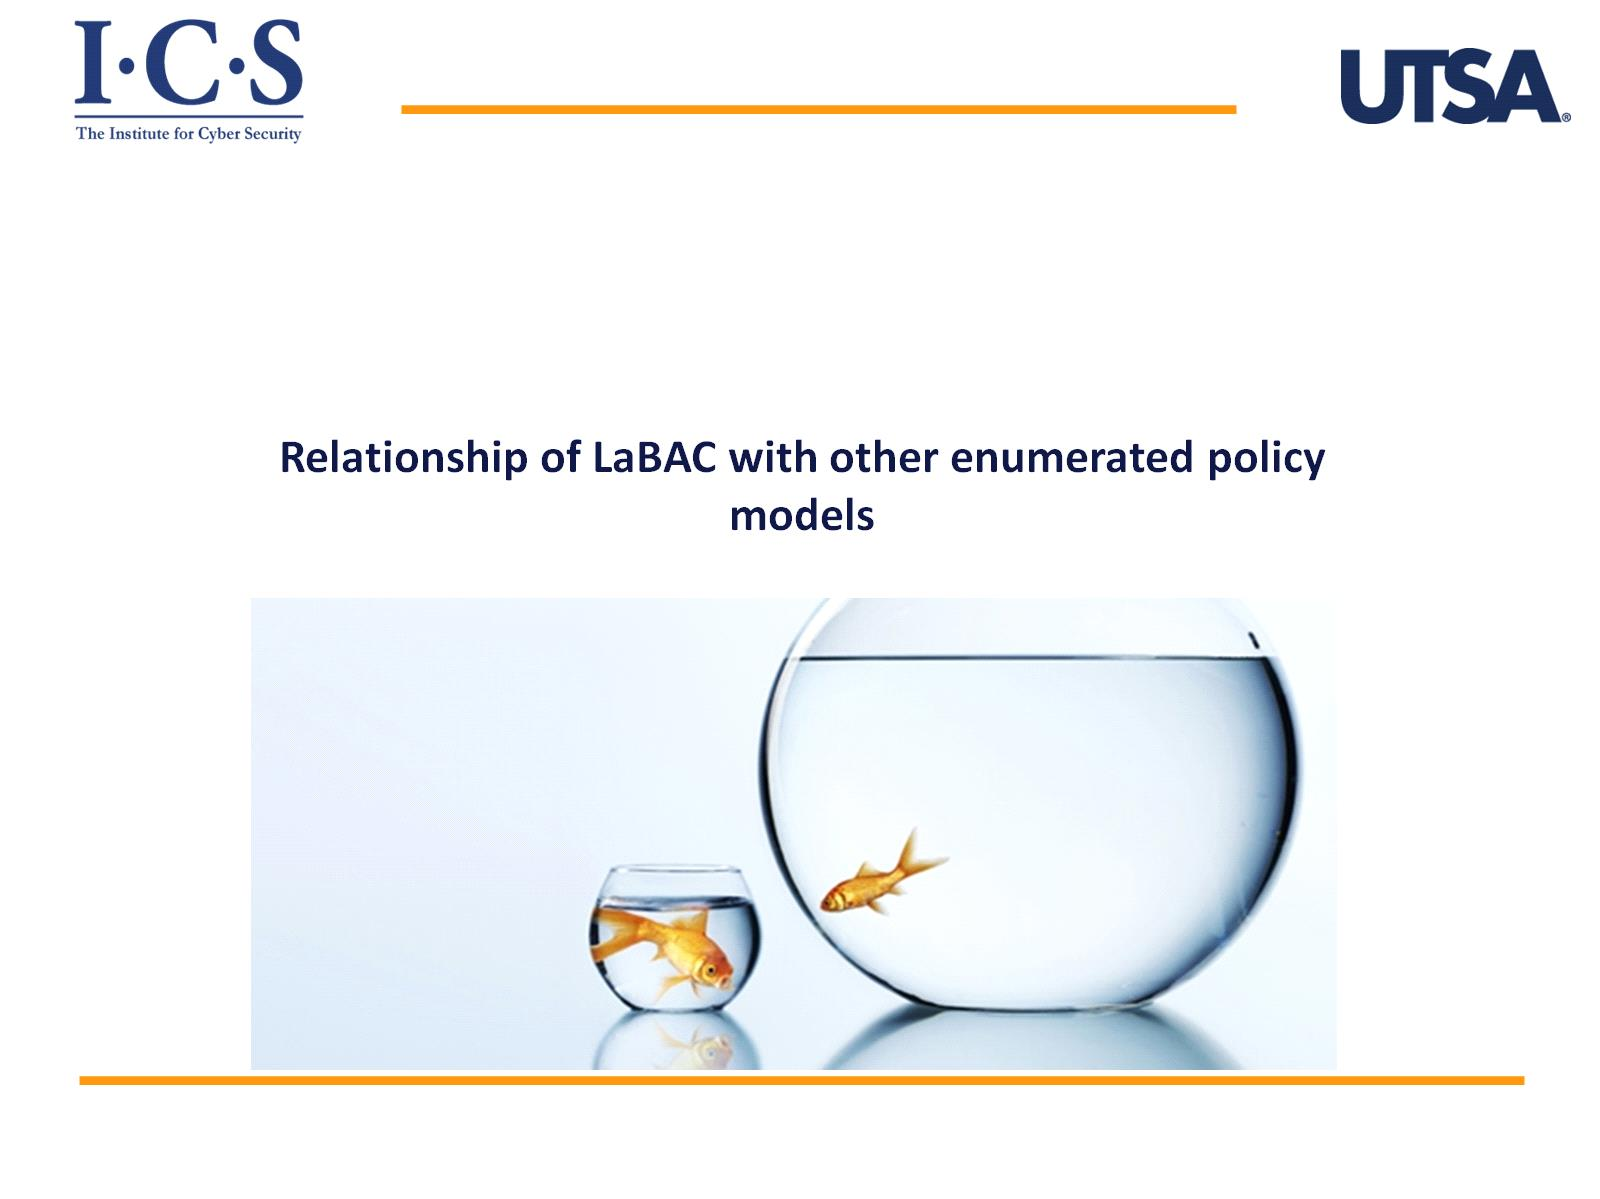 I·C·S
The Institute for Cyber Security
UTSA®
Relationship of LaBAC with other enumerated policy
models